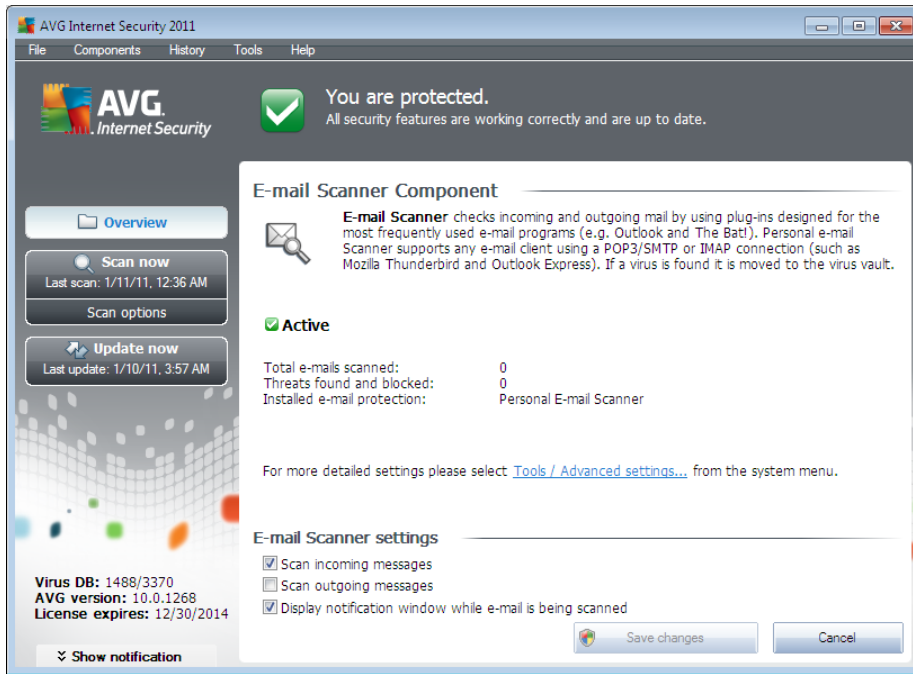 AVG Internet Security 2011
File Components History Tools Help
AVG.
Internet Security
You are protected.
All security features are working correctly and are up to date.
Overview
Scan now
Last scan: 1/11/11, 12:36 AM
Scan options
Update now
Last update: 1/10/11, 3:57 AM
Virus DB: 1488/3370
AVG version: 10.0.1268
License expires: 12/30/2014
Show notification
E-mail Scanner Component
E-mail Scanner checks incoming and outgoing mail by using plug-ins designed for the
most frequently used e-mail programs (e.g. Outlook and The Bat!). Personal e-mail
Scanner supports any e-mail client using a POP3/SMTP or IMAP connection (such as
Mozilla Thunderbird and Outlook Express). If a virus is found it is moved to the virus vault.
Active
Total e-mails scanned: 0
Threats found and blocked: 0
Installed e-mail protection: Personal E-mail Scanner
For more detailed settings please select Tools / Advanced settings... from the system menu.
E-mail Scanner settings
Scan incoming messages
Scan outgoing messages
Display notification window while e-mail is being scanned
Save changes Cancel